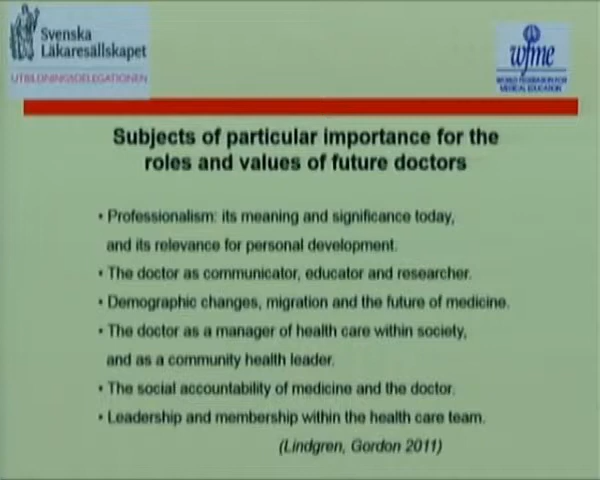 Svenska
Läkaresällskapet
UTBILDNINGSDELEGATIONEN
wfme
WORLD FEDERATION FOR
MEDICAL EDUCATION
Subjects of particular importance for the
roles and values of future doctors
• Professionalism: its meaning and significance today,
and its relevance for personal development.
• The doctor as communicator, educator and researcher.
• Demographic changes, migration and the future of medicine.
• The doctor as a manager of health care within society,
and as a community health leader.
• The social accountability of medicine and the doctor.
• Leadership and membership within the health care team.
(Lindgren, Gordon 2011)